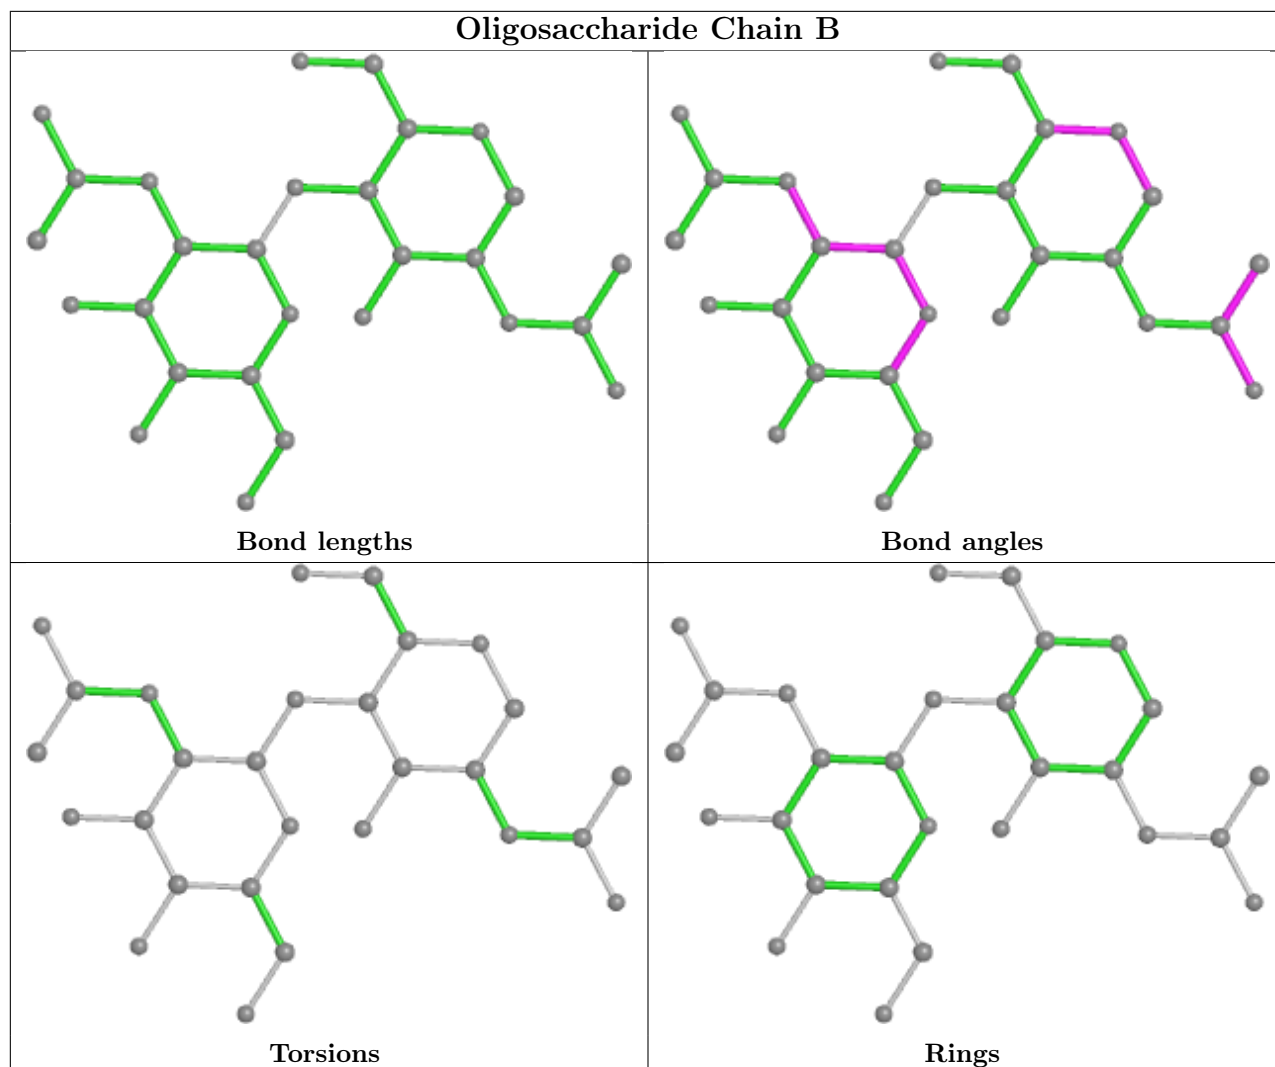 Oligosaccharide Chain B
Bond lengths
Bond angles
Torsions
Rings